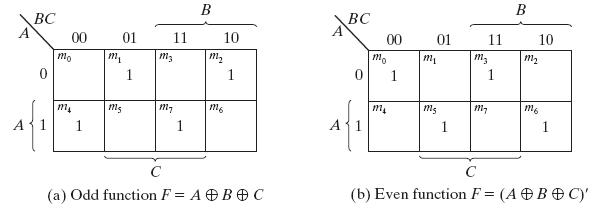 B B
A BC A BC
00 01 11 10 00 01 11 10
m0 m1 m3 m2 m0 m1 m3 m2
0 1 1 0 1 1
m4 m5 m7 m6 m4 m5 m7 m6
A { 1 1 1 A { 1 1 1
C C
(a) Odd function F = A ⊕ B ⊕ C (b) Even function F = (A ⊕ B ⊕ C)′